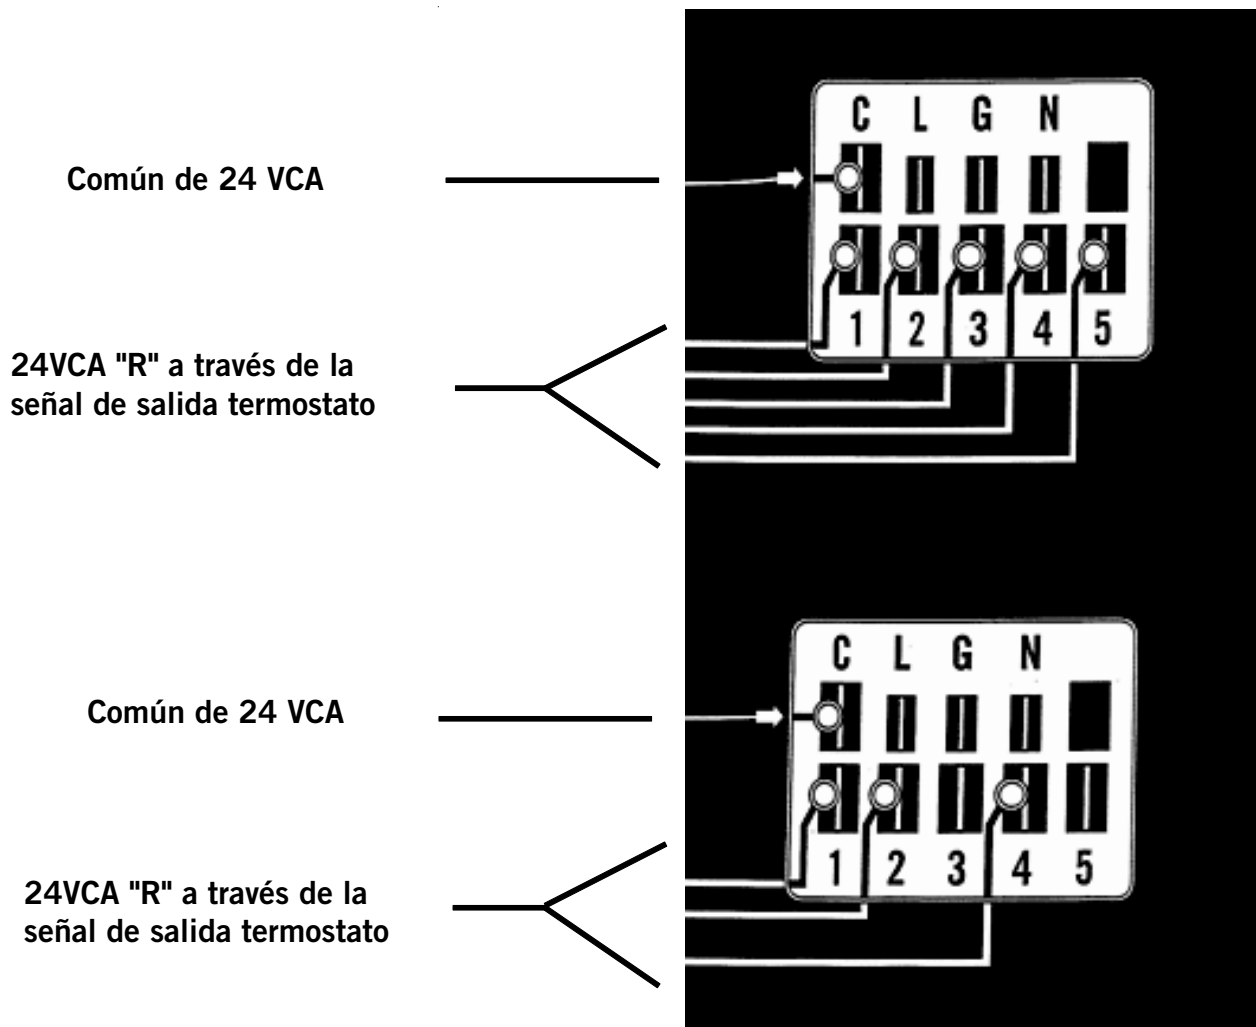 C L G N
Común de 24 VCA
1 2 3 4 5
24VCA "R" a través de la
señal de salida termostato
C L G N
Común de 24 VCA
1 2 3 4 5
24VCA "R" a través de la
señal de salida termostato